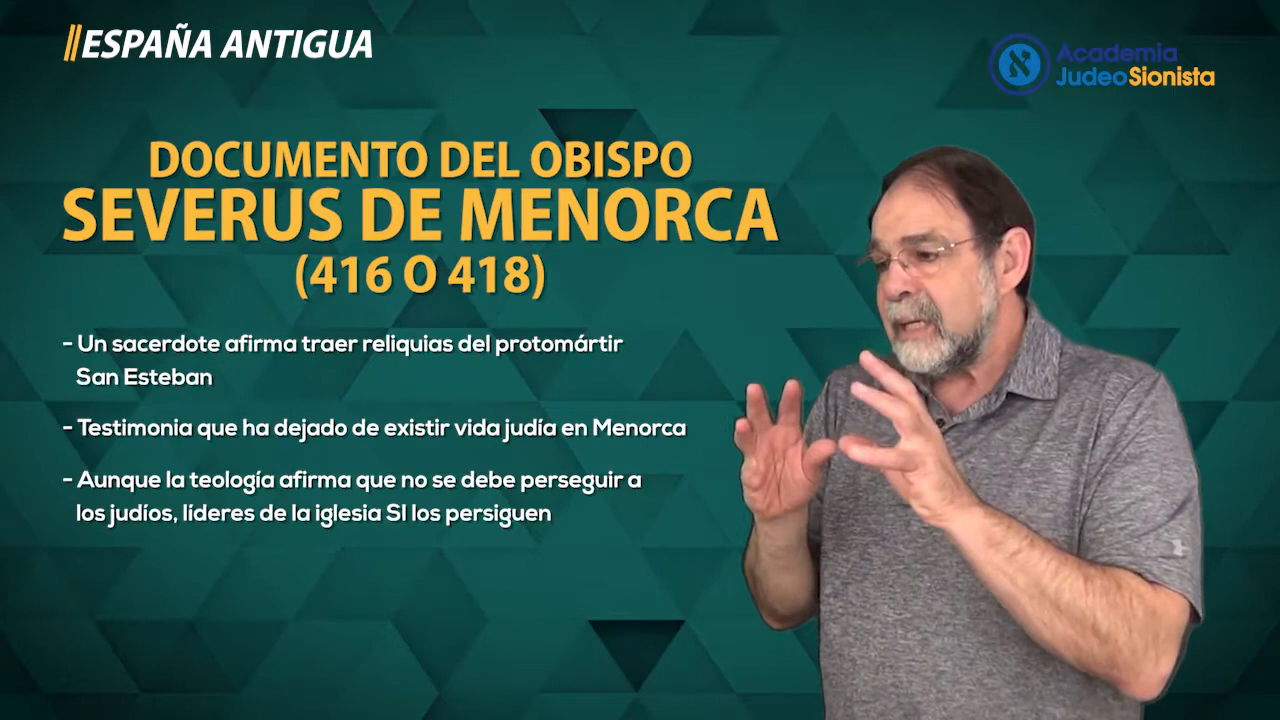 //ESPAÑA ANTIGUA
Academia
JudeoSionista
DOCUMENTO DEL OBISPO
SEVERUS DE MENORCA
(416 O 418)
- Un sacerdote afirma traer reliquias del protomártir
San Esteban
- Testimonia que ha dejado de existir vida judía en Menorca
- Aunque la teología afirma que no se debe perseguir a
los judíos, líderes de la iglesia SI los persiguen